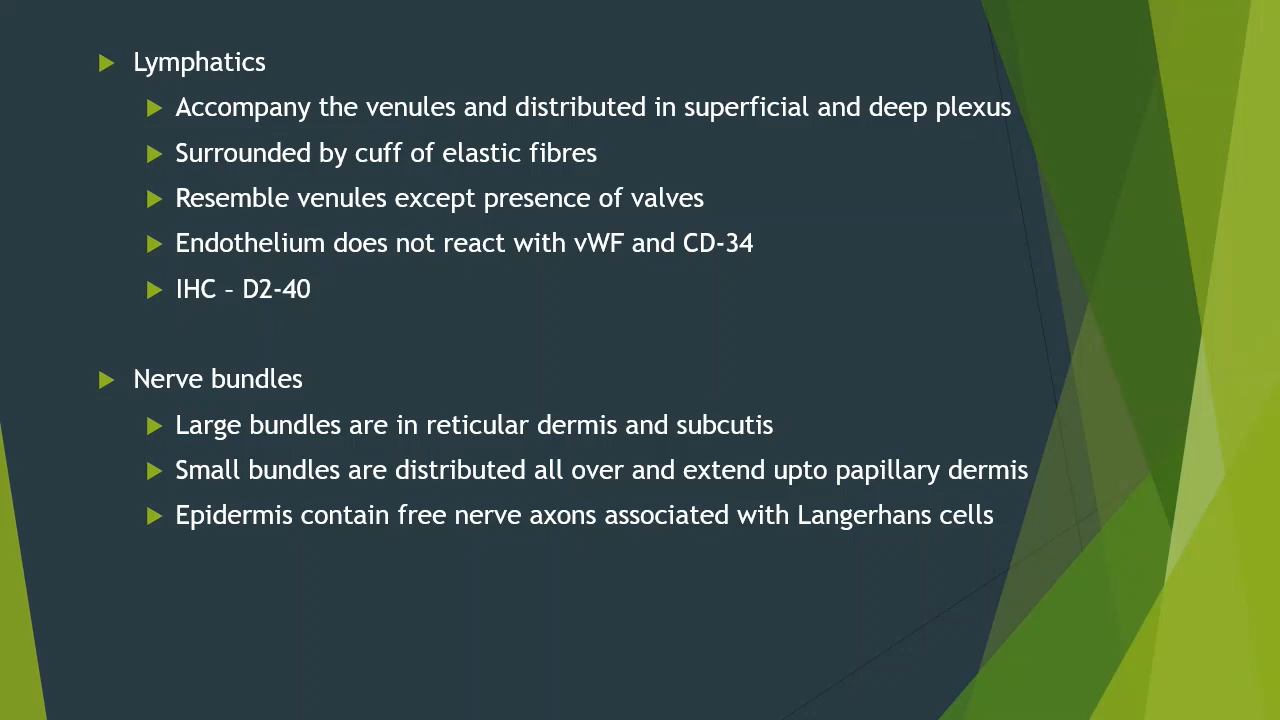 Lymphatics
Accompany the venules and distributed in superficial and deep plexus
Surrounded by cuff of elastic fibres
Resemble venules except presence of valves
Endothelium does not react with vWF and CD-34
IHC – D2-40
Nerve bundles
Large bundles are in reticular dermis and subcutis
Small bundles are distributed all over and extend upto papillary dermis
Epidermis contain free nerve axons associated with Langerhans cells